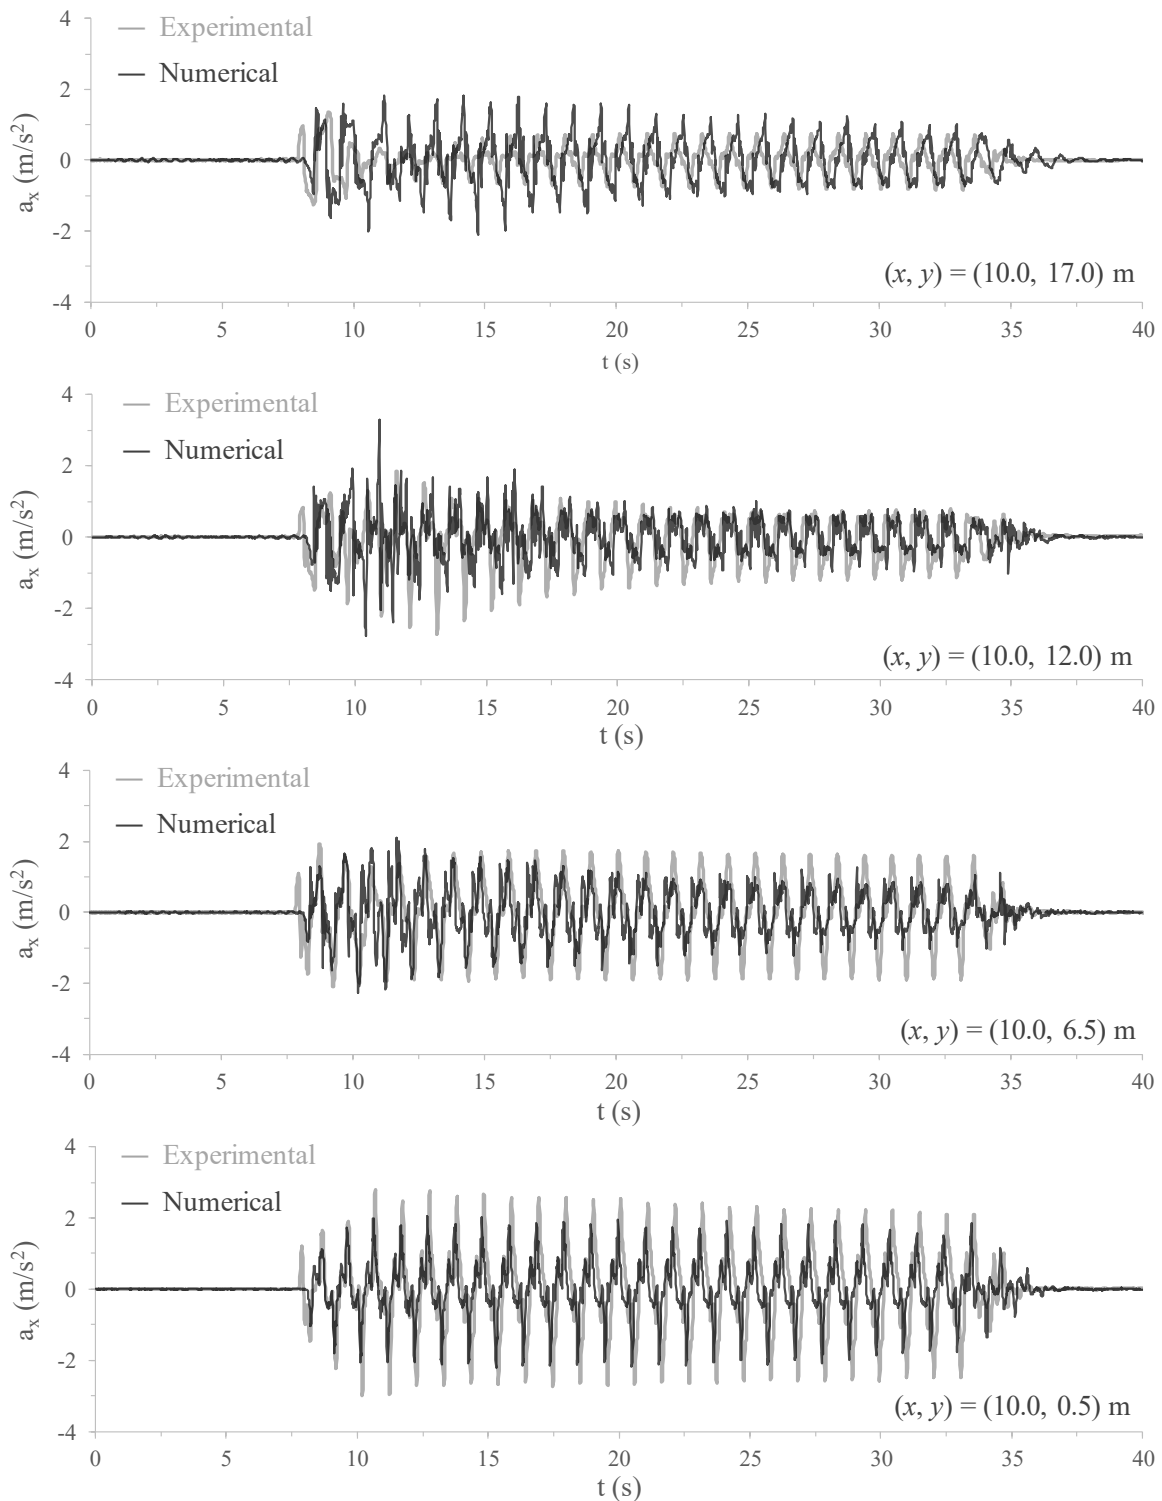 4
Experimental
Numerical
2
0
-2
-4
a_x (m/s²)
(x, y) = (10.0, 17.0) m
0 5 10 15 20 25 30 35 40
t (s)
4
Experimental
Numerical
2
0
-2
-4
a_x (m/s²)
(x, y) = (10.0, 12.0) m
0 5 10 15 20 25 30 35 40
t (s)
4
Experimental
Numerical
2
0
-2
-4
a_x (m/s²)
(x, y) = (10.0, 6.5) m
0 5 10 15 20 25 30 35 40
t (s)
4
Experimental
Numerical
2
0
-2
-4
a_x (m/s²)
(x, y) = (10.0, 0.5) m
0 5 10 15 20 25 30 35 40
t (s)